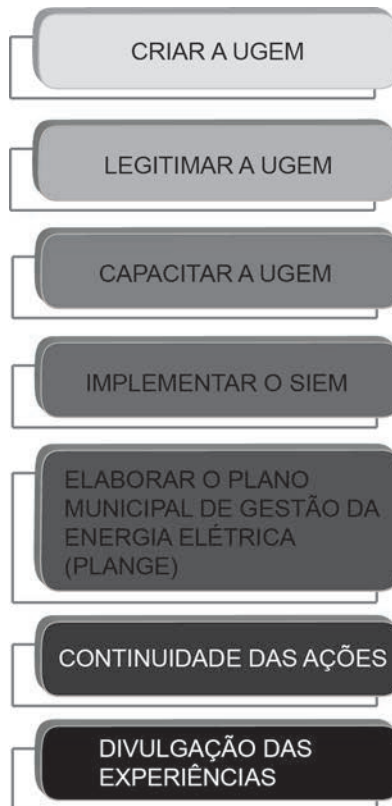 CRIAR A UGEM
LEGITIMAR A UGEM
CAPACITAR A UGEM
IMPLEMENTAR O SIEM
ELABORAR O PLANO
MUNICIPAL DE GESTÃO DA
ENERGIA ELÉTRICA
(PLANGE)
CONTINUIDADE DAS AÇÕES
DIVULGAÇÃO DAS
EXPERIÊNCIAS